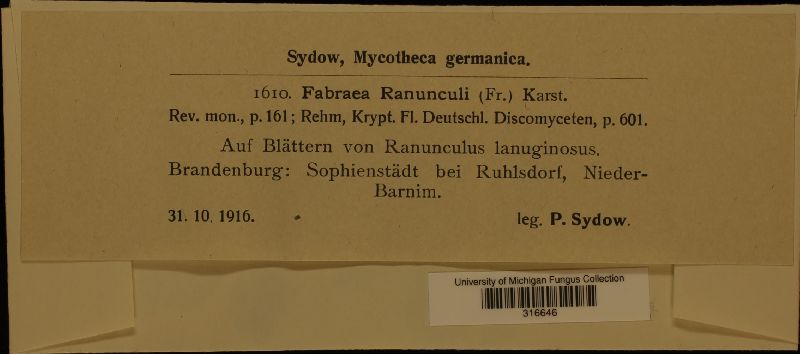 Sydow, Mycotheca germanica.
1610. Fabraea Ranunculi (Fr.) Karst.
Rev. mon., p. 161; Rehm, Krypt. Fl. Deutschl. Discomyceten, p. 601.
Auf Blättern von Ranunculus lanuginosus.
Brandenburg: Sophienstädt bei Ruhlsdorf, Nieder-
Barnim.
31. 10. 1916. leg. P. Sydow.
University of Michigan Fungus Collection
316646